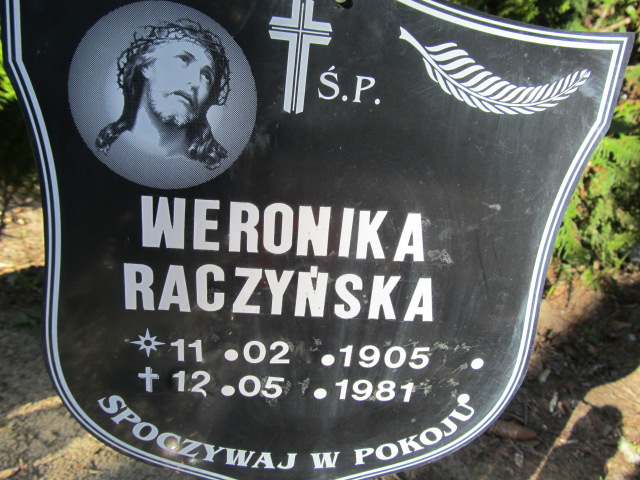 Ś.P.
WERONIKA
RACZYŃSKA
11 •02 •1905 •
12 •05 •1981
SPOCZYWAJ W POKOJU